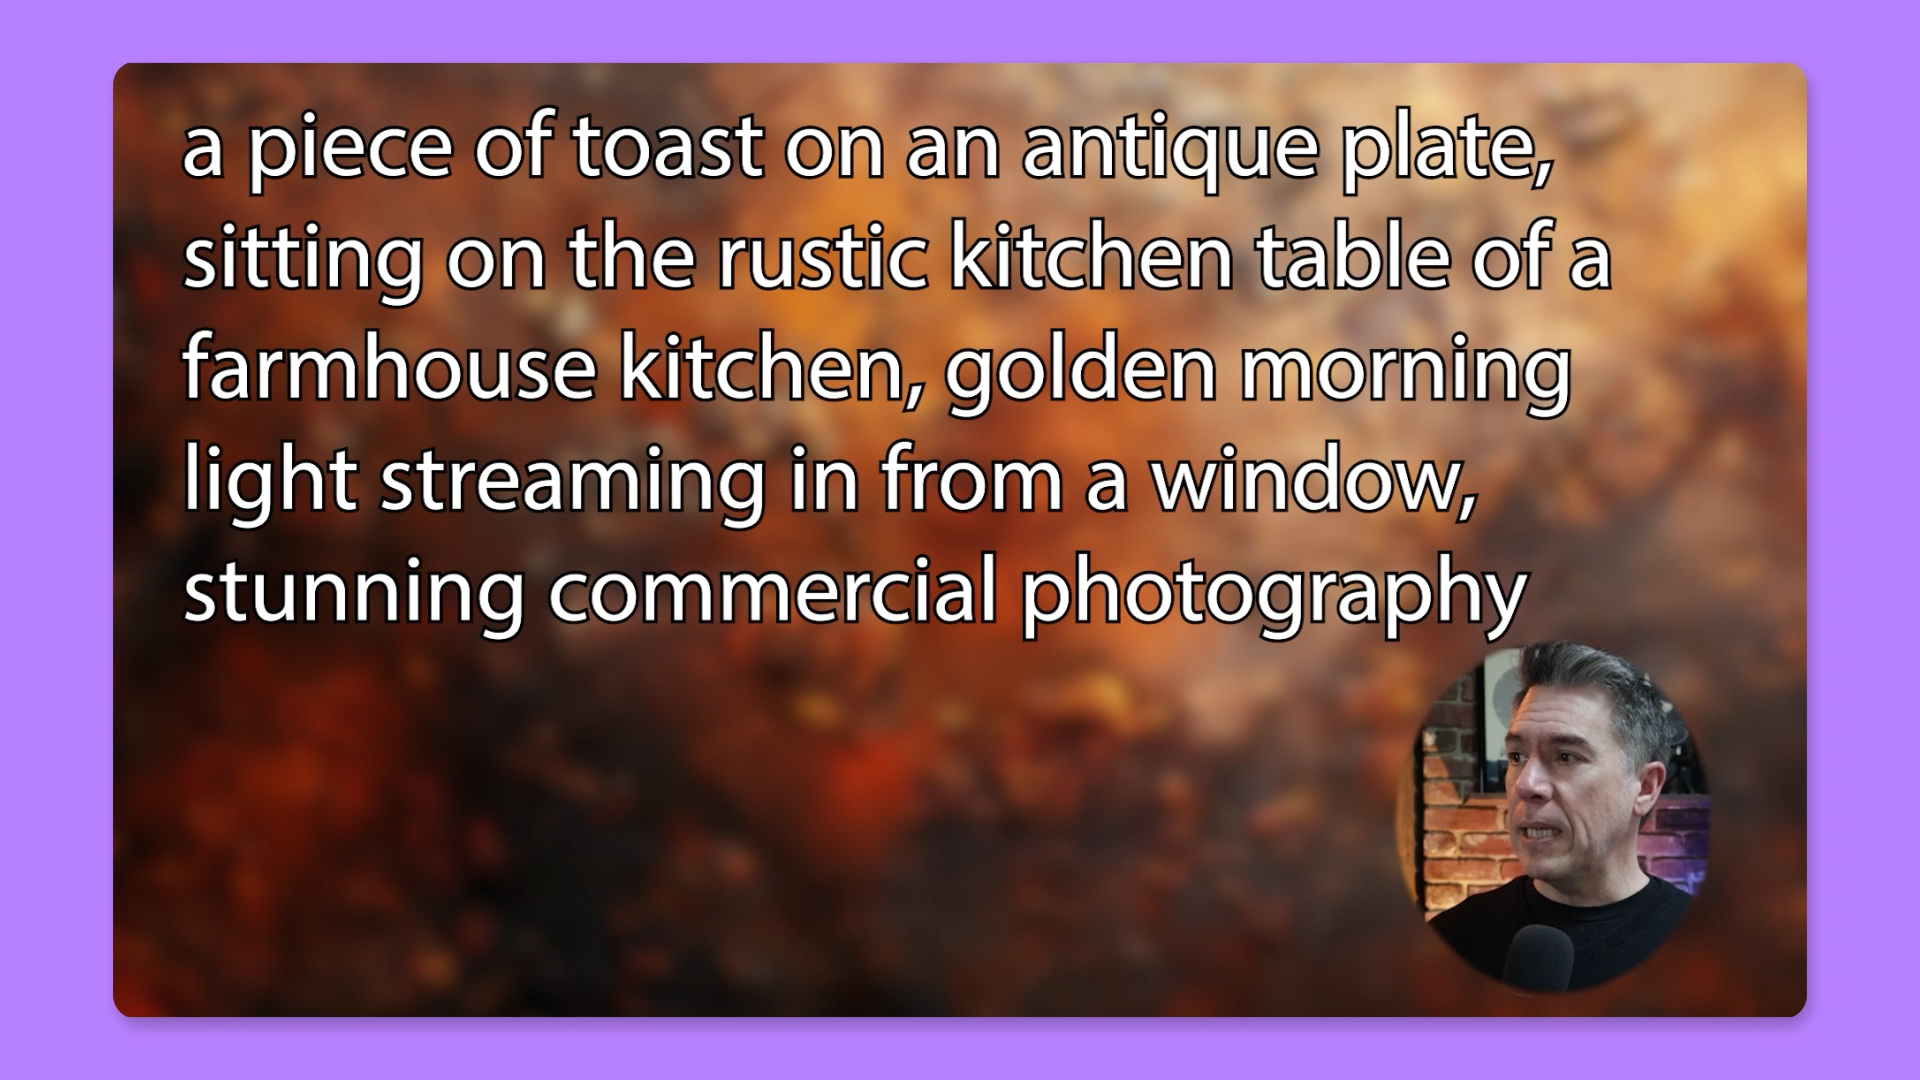 a piece of toast on an antique plate,
sitting on the rustic kitchen table of a
farmhouse kitchen, golden morning
light streaming in from a window,
stunning commercial photography